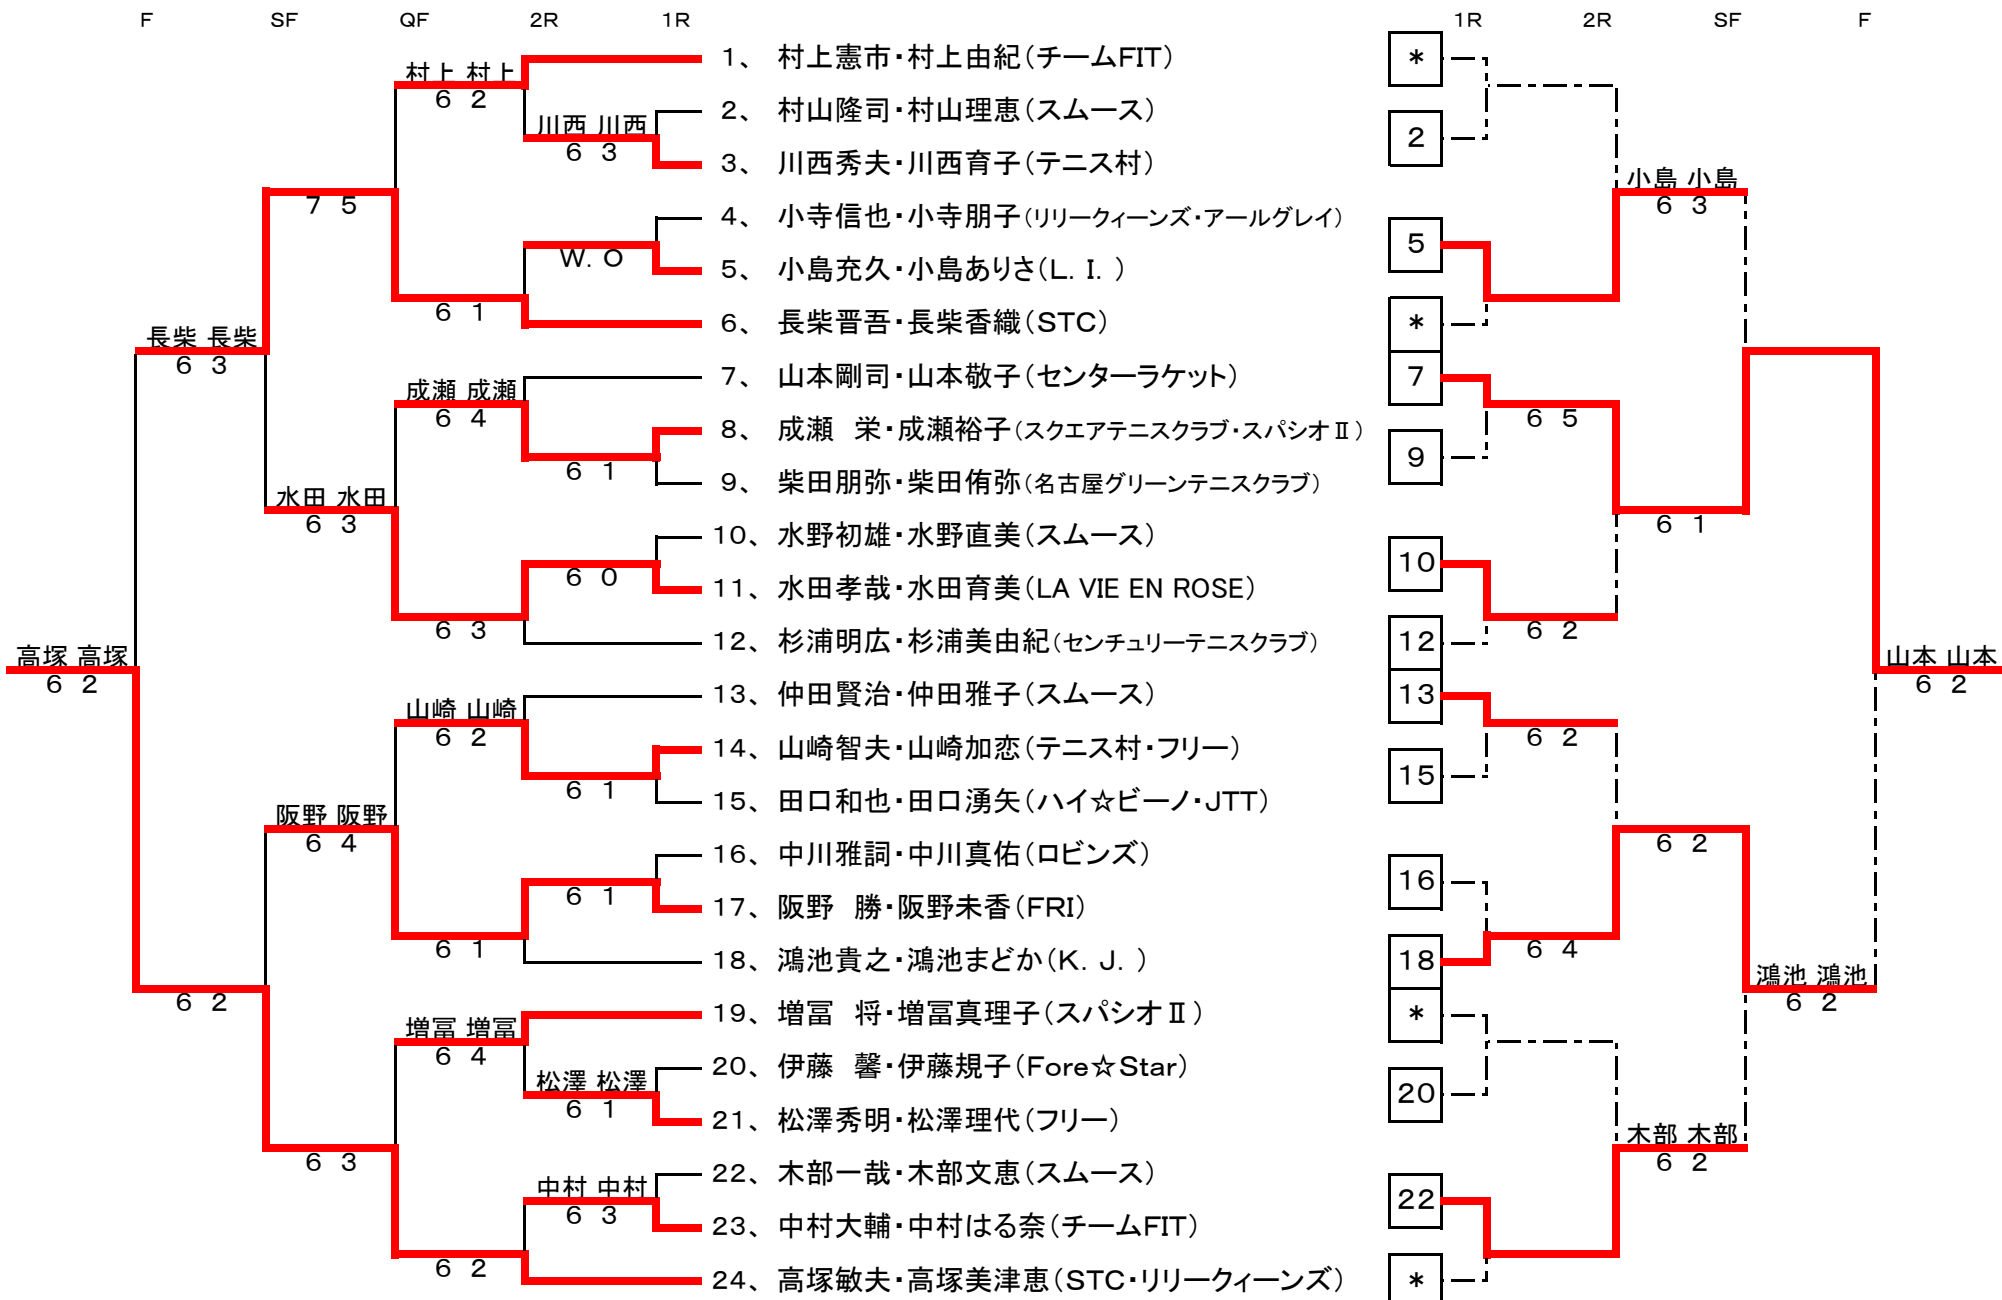 F SF QF 2R 1R 1R 2R SF F
1、 村上憲市・村上由紀(チームFIT) *
村上 村上
6 2
2、 村山隆司・村山理恵(スムース) 2
川西 川西
6 3
3、 川西秀夫・川西育子(テニス村)
小島 小島
7 5
6 3
4、 小寺信也・小寺朋子(リリークィーンズ・アールグレイ)
5
W.O
5、 小島充久・小島ありさ(L.I.)
6 1
6、 長柴晋吾・長柴香織(STC) *
長柴 長柴
6 3
7、 山本剛司・山本敬子(センターラケット) 7
成瀬 成瀬
6 4
6 5
8、 成瀬 栄・成瀬裕子(スクエアテニスクラブ・スパシオⅡ)
9
6 1
9、 柴田朋弥・柴田侑弥(名古屋グリーンテニスクラブ)
水田 水田
6 3
6 1
10、 水野初雄・水野直美(スムース)
10
6 0
11、 水田孝哉・水田育美(LA VIE EN ROSE)
6 3
6 2
12、 杉浦明広・杉浦美由紀(センチュリーテニスクラブ) 12
高塚 高塚
6 2
山本 山本
6 2
13、 仲田賢治・仲田雅子(スムース) 13
山崎 山崎
6 2
6 2
14、 山崎智夫・山崎加恋(テニス村・フリー)
15
6 1
15、 田口和也・田口湧矢(ハイ☆ビーノ・JTT)
阪野 阪野
6 4
6 2
16、 中川雅詞・中川真佑(ロビンズ)
16
6 1
17、 阪野 勝・阪野未香(FRI)
6 1
6 4
18、 鴻池貴之・鴻池まどか(K.J.) 18
鴻池 鴻池
6 2
6 2
19、 増冨 将・増冨真理子(スパシオⅡ) *
増冨 増冨
6 4
20、 伊藤 馨・伊藤規子(Fore☆Star)
20
松澤 松澤
6 1
21、 松澤秀明・松澤理代(フリー)
木部 木部
6 3
6 2
22、 木部一哉・木部文恵(スムース)
22
中村 中村
6 3
23、 中村大輔・中村はる奈(チームFIT)
6 2
24、 高塚敏夫・高塚美津恵(STC・リリークィーンズ) *